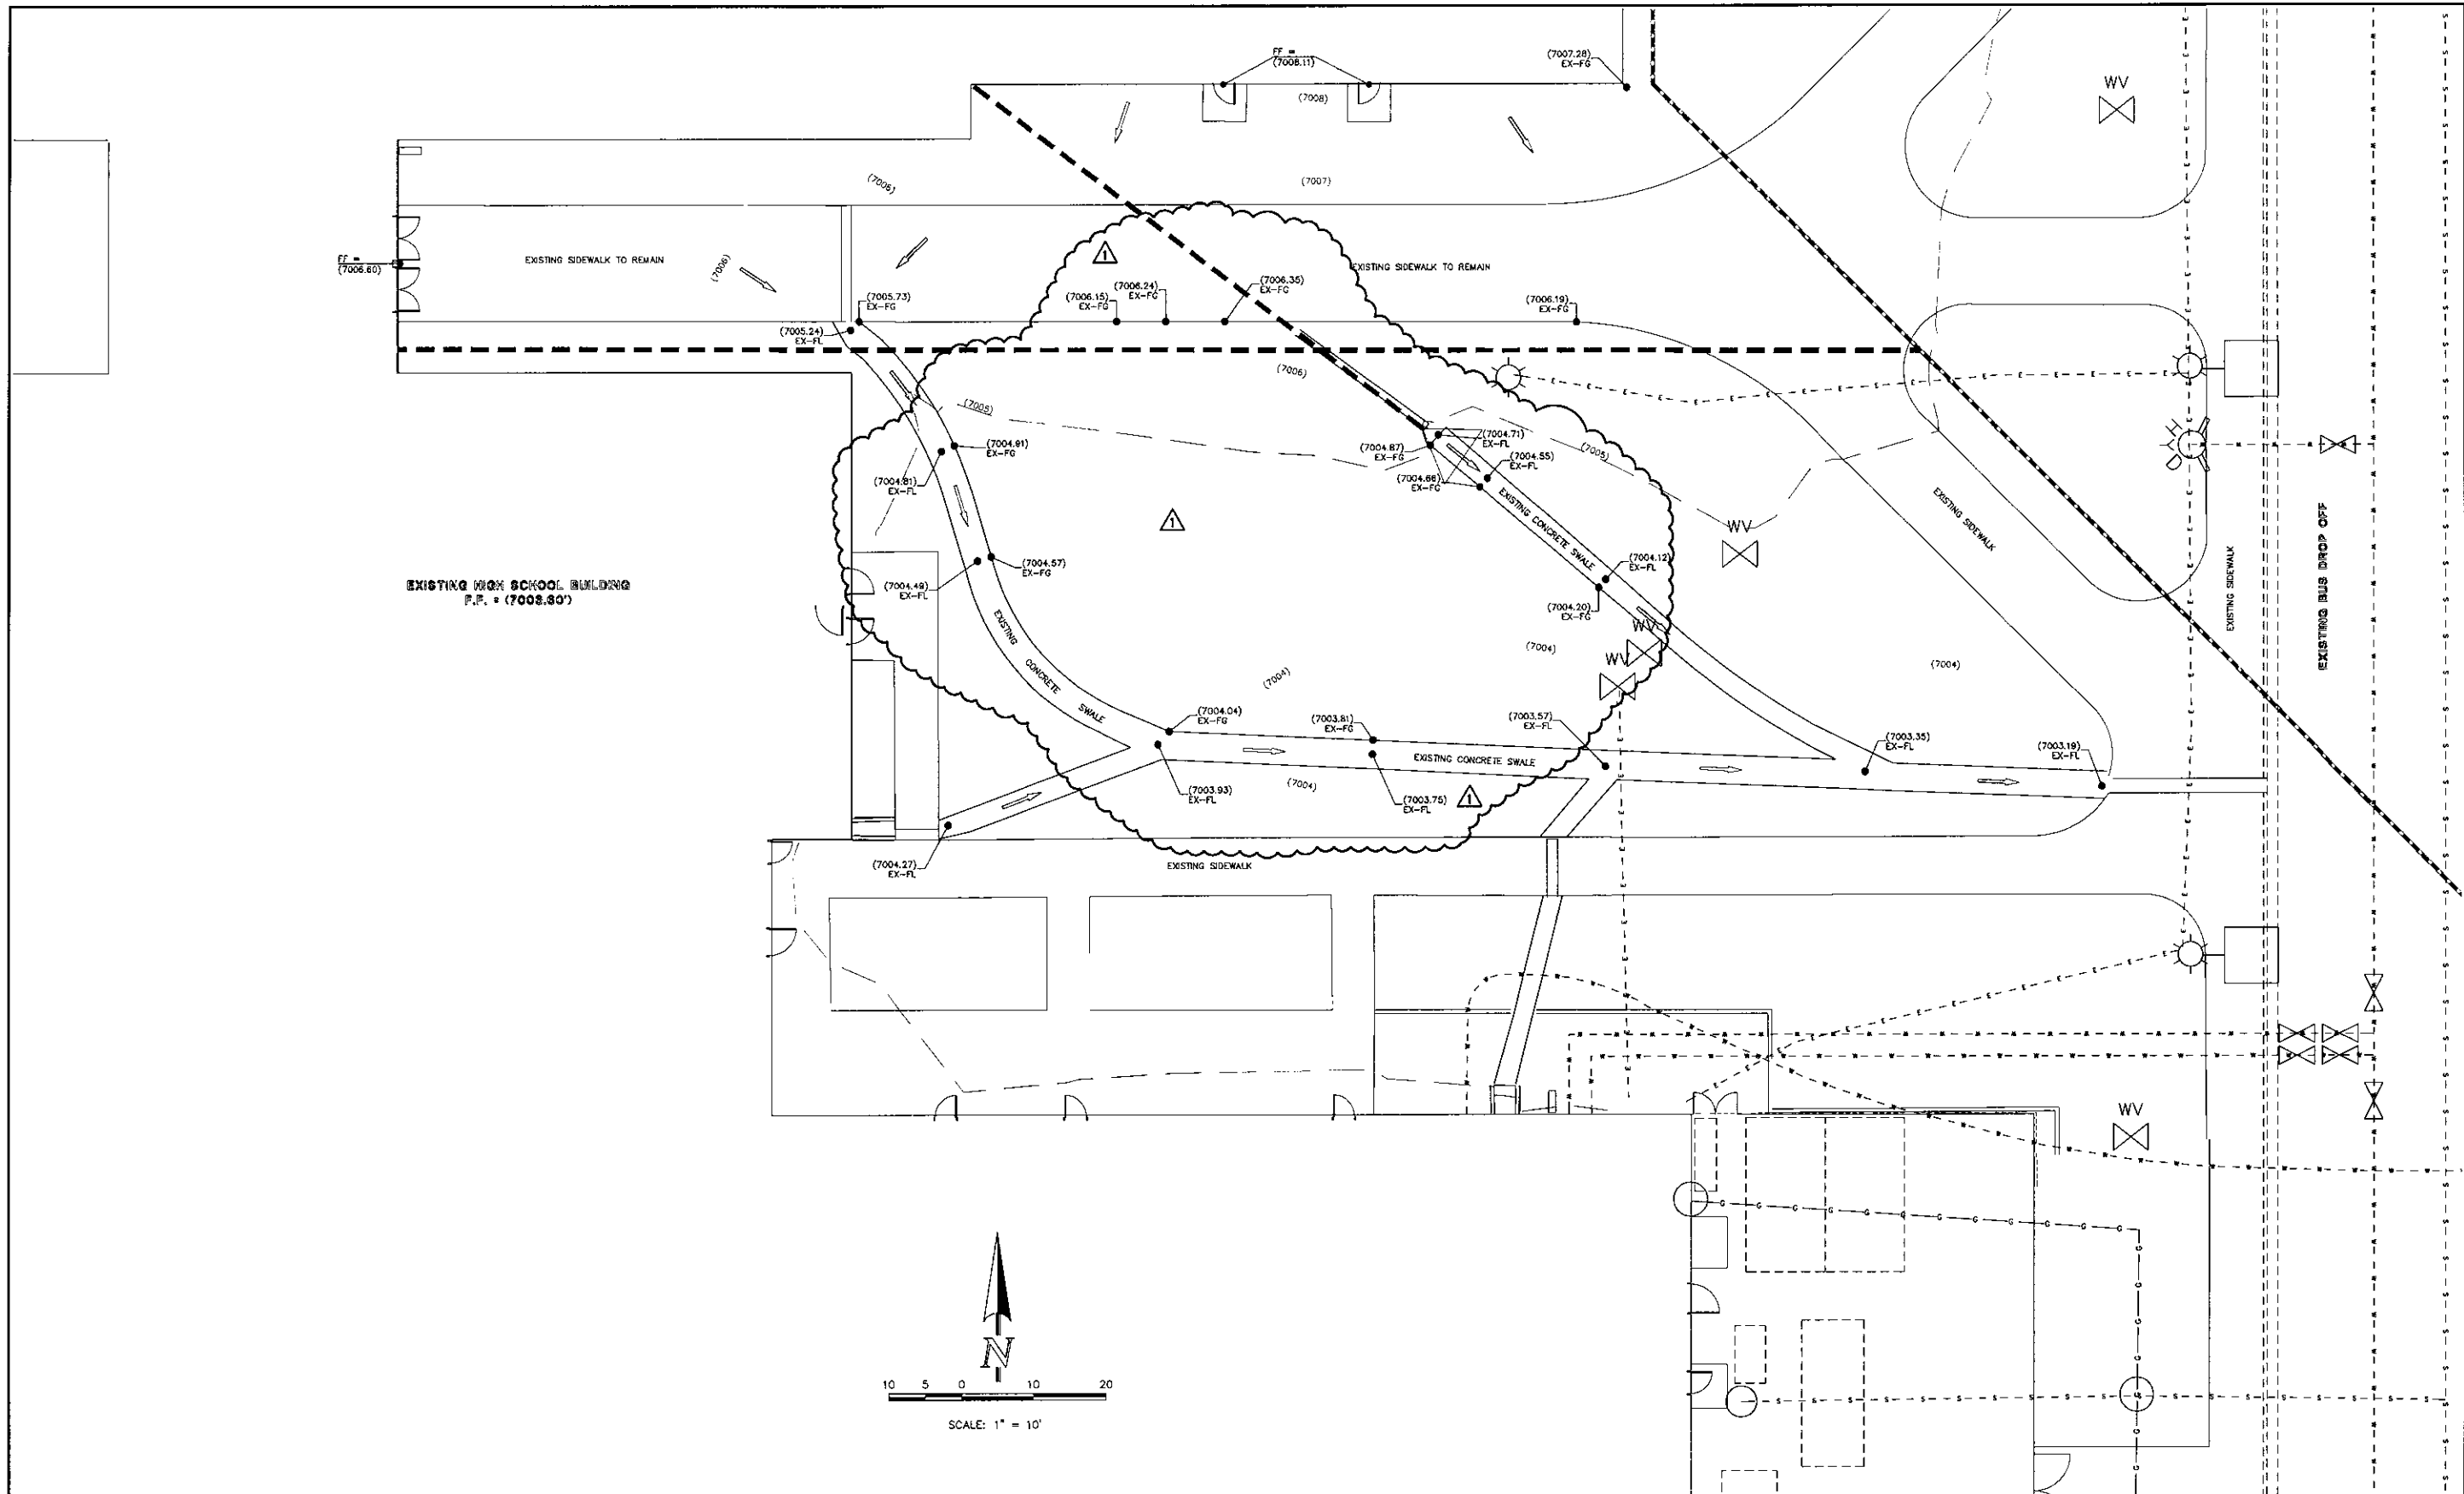 FF =
(7008.11)
(7007.28)
EX-FG
WV
(7008)
(7006)
(7007)
FF =
(7006.60)
EXISTING SIDEWALK TO REMAIN
(7006)
1
EXISTING SIDEWALK TO REMAIN
(7005.73)
EX-FG
(7006.15)
EX-FG
(7006.24)
EX-FG
(7006.35)
EX-FG
(7006.19)
EX-FG
(7005.24)
EX-FL
(7006)
(7005)
(7004.91)
EX-FG
(7004.87)
EX-FG
(7004.71)
EX-FL
(7005)
HYD
(7004.81)
EX-FL
(7004.66)
EX-FG
(7004.55)
EX-FL
EXISTING CONCRETE SWALE
EXISTING SIDEWALK
1
WV
EXISTING SIDEWALK
EXISTING BUS DROP OFF
EXISTING HIGH SCHOOL BUILDING
(7004.49)
EX-FL
(7004.57)
EX-FG
(7004.12)
EX-FL
(7004.20)
EX-FG
WV
WV
EXISTING CONCRETE SWALE
(7004)
(7004)
(7004)
(7004.04)
EX-FG
(7003.81)
EX-FG
(7003.57)
EX-FL
(7003.35)
EX-FL
(7003.19)
EX-FL
EXISTING CONCRETE SWALE
(7003.93)
EX-FL
(7004)
(7003.75)
EX-FL
1
(7004.27)
EX-FL
EXISTING SIDEWALK
WV
N
10 5 0 10 20
SCALE: 1" = 10'